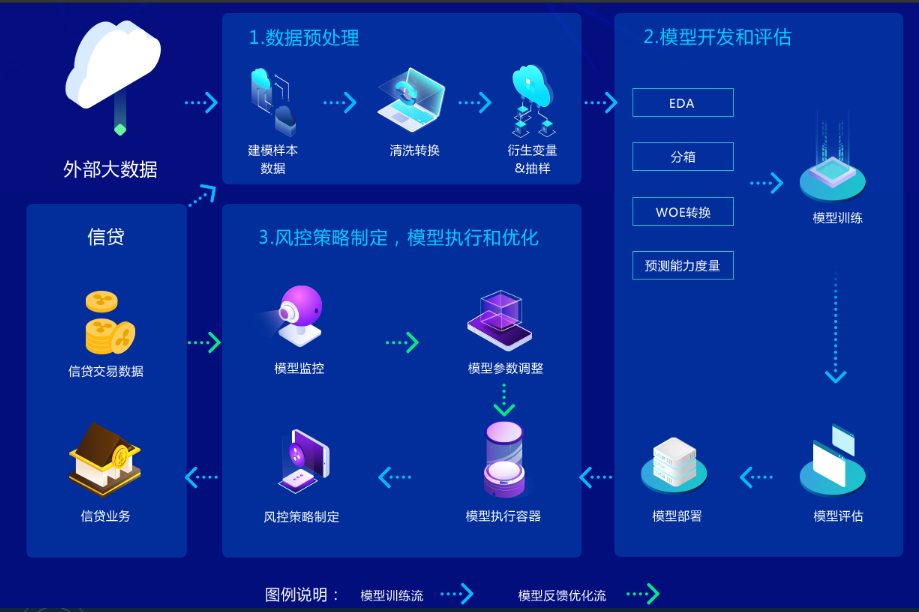 外部大数据
1.数据预处理
建模样本
数据
清洗转换
衍生变量
&抽样
2.模型开发和评估
EDA
分箱
WOE转换
预测能力度量
模型训练
模型评估
模型部署
信贷
信贷交易数据
信贷业务
3.风控策略制定，模型执行和优化
模型监控
模型参数调整
风控策略制定
模型执行容器
图例说明： 模型训练流 模型反馈优化流